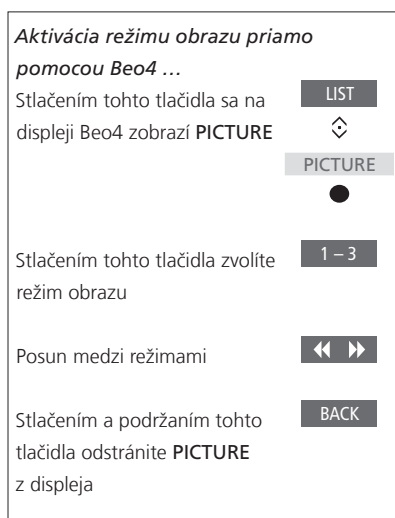 Aktivácia režimu obrazu priamo
pomocou Beo4 …
Stlačením tohto tlačidla sa na LIST
displeji Beo4 zobrazí PICTURE
PICTURE
Stlačením tohto tlačidla zvolíte 1 – 3
režim obrazu
Posun medzi režimami
Stlačením a podržaním tohto BACK
tlačidla odstránite PICTURE
z displeja